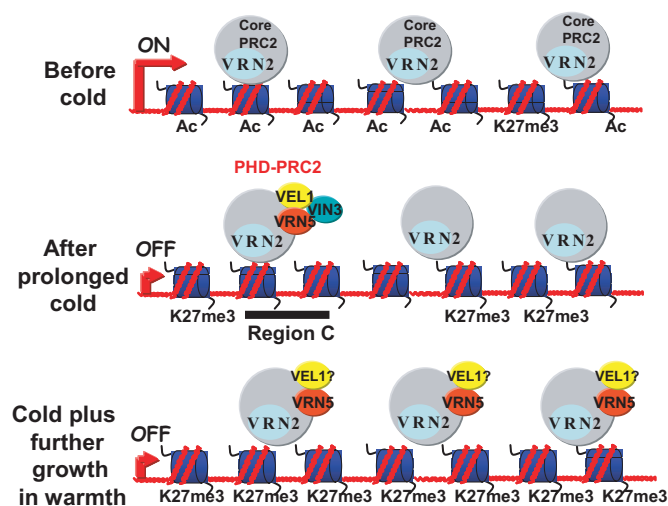 ON
Before
cold
Core
PRC2
VRN2
Core
PRC2
VRN2
Core
PRC2
VRN2
Ac
Ac
Ac
Ac
Ac
K27me3
Ac
PHD-PRC2
After
prolonged
cold
OFF
VEL1
VIN3
VRN5
VRN2
VRN2
VRN2
K27me3
Region C
K27me3
K27me3
Cold plus
further
growth
in warmth
OFF
VEL1?
VRN5
VRN2
VEL1?
VRN5
VRN2
VEL1?
VRN5
VRN2
K27me3
K27me3
K27me3
K27me3
K27me3
K27me3
K27me3